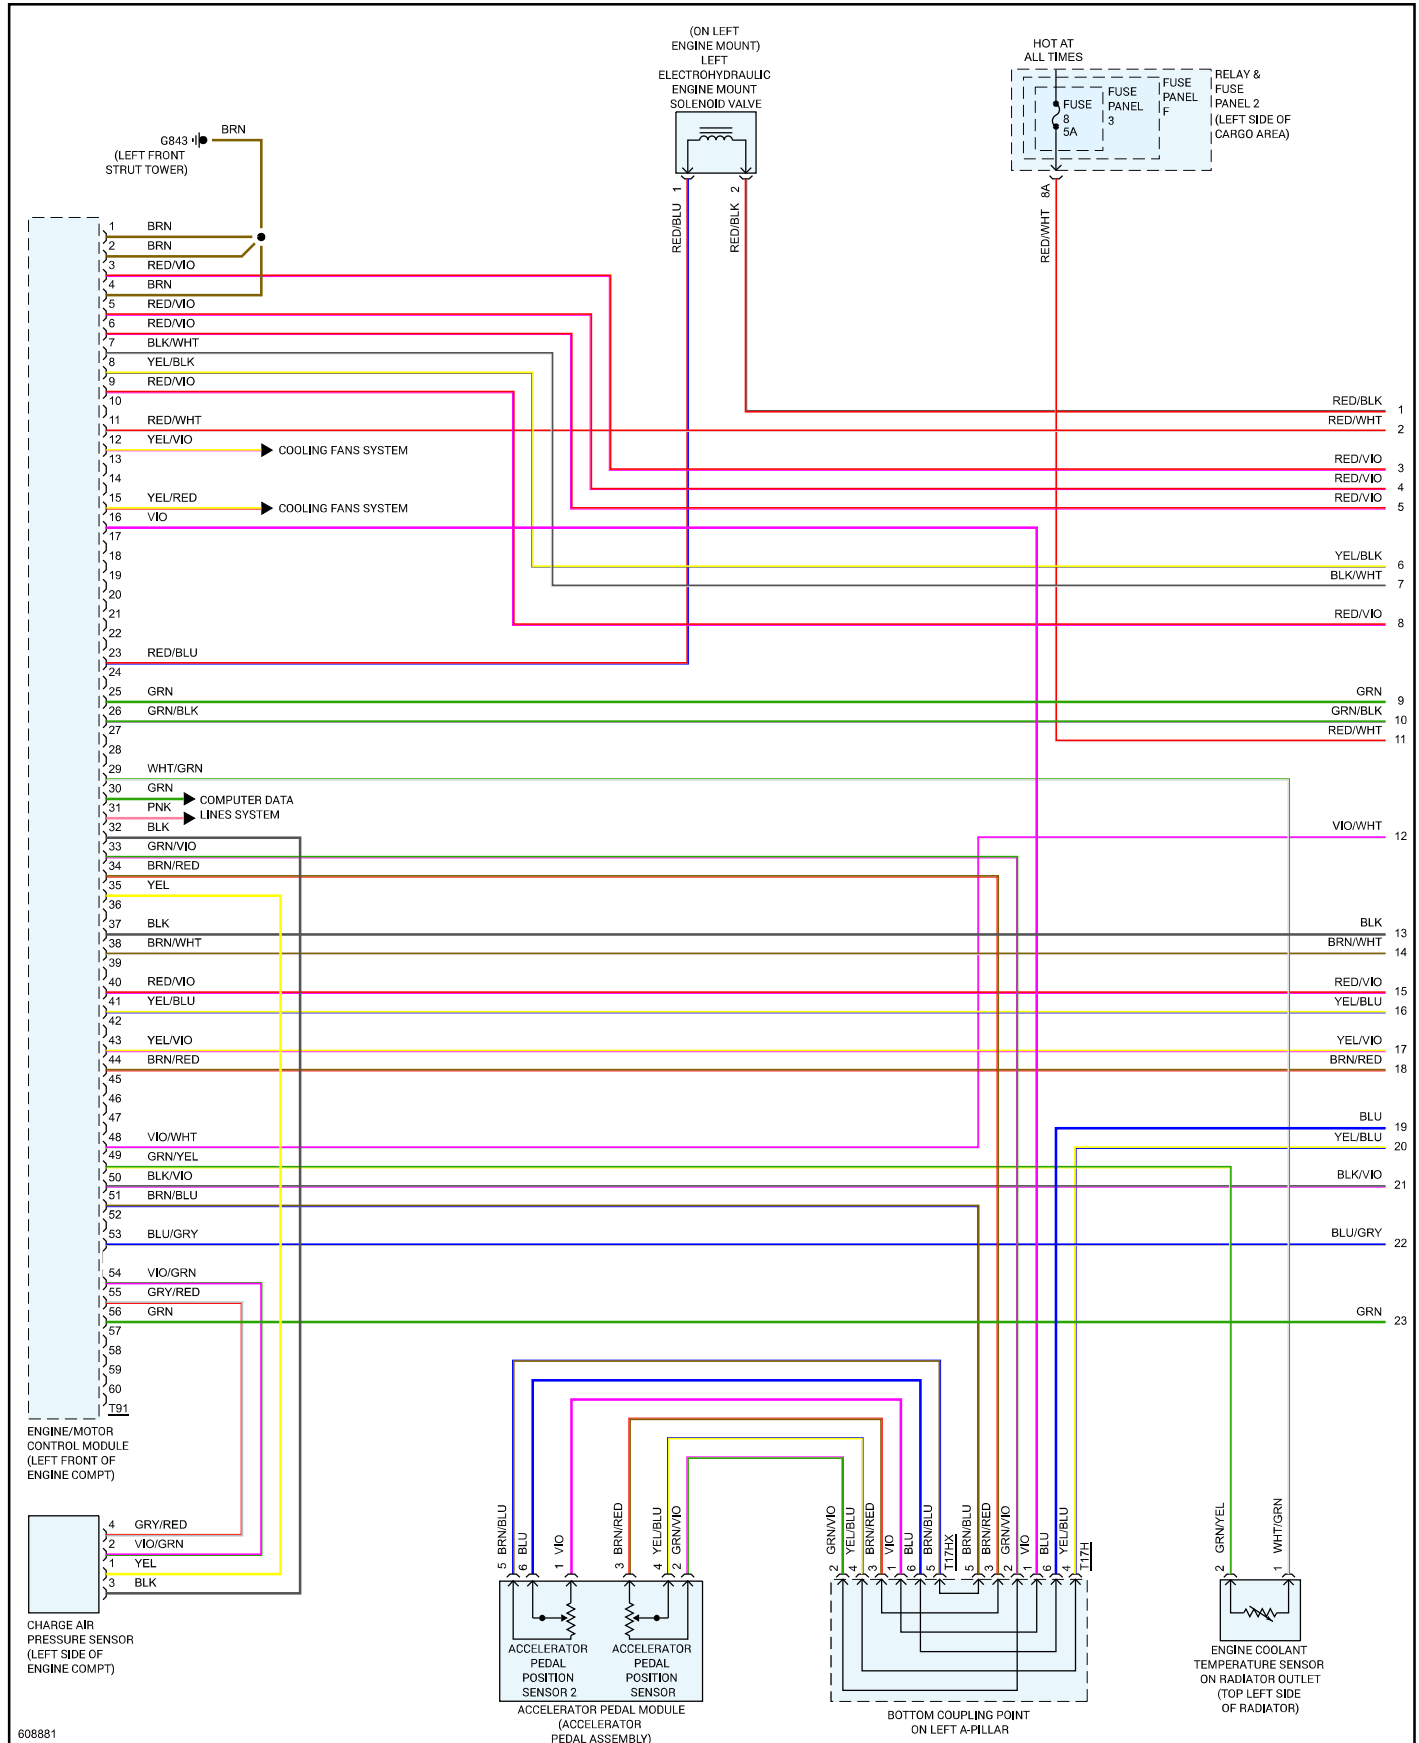 (ON LEFT
ENGINE MOUNT)
LEFT
ELECTROHYDRAULIC
ENGINE MOUNT
SOLENOID VALVE
HOT AT
ALL TIMES
FUSE
8
5A
FUSE
PANEL
3
FUSE
PANEL
F
RELAY &
FUSE
PANEL 2
(LEFT SIDE OF
CARGO AREA)
G843
BRN
(LEFT FRONT
STRUT TOWER)
RED/BLU 1
RED/BLK 2
RED/WHT 8A
1 BRN
2 BRN
3 RED/VIO
4 BRN
5 RED/VIO
6 RED/VIO
7 BLK/WHT
8 YEL/BLK
9 RED/VIO
10
11 RED/WHT
12 YEL/VIO
COOLING FANS SYSTEM
13
14
15 YEL/RED
COOLING FANS SYSTEM
16 VIO
17
18
19
20
21
22
23 RED/BLU
24
25 GRN
26 GRN/BLK
27
28
29 WHT/GRN
30 GRN
31 PNK
COMPUTER DATA
LINES SYSTEM
32 BLK
33 GRN/VIO
34 BRN/RED
35 YEL
36
37 BLK
38 BRN/WHT
39
40 RED/VIO
41 YEL/BLU
42
43 YEL/VIO
44 BRN/RED
45
46
47
48 VIO/WHT
49 GRN/YEL
50 BLK/VIO
51 BRN/BLU
52
53 BLU/GRY
54 VIO/GRN
55 GRY/RED
56 GRN
57
58
59
60
T91
ENGINE/MOTOR
CONTROL MODULE
(LEFT FRONT OF
ENGINE COMPT)
RED/BLK 1
RED/WHT 2
RED/VIO 3
RED/VIO 4
RED/VIO 5
YEL/BLK 6
BLK/WHT 7
RED/VIO 8
GRN 9
GRN/BLK 10
RED/WHT 11
VIO/WHT 12
BLK 13
BRN/WHT 14
RED/VIO 15
YEL/BLU 16
YEL/VIO 17
BRN/RED 18
BLU 19
YEL/BLU 20
BLK/VIO 21
BLU/GRY 22
GRN 23
4 GRY/RED
2 VIO/GRN
1 YEL
3 BLK
CHARGE AIR
PRESSURE SENSOR
(LEFT SIDE OF
ENGINE COMPT)
5 BRN/BLU
6 BLU
1 VIO
3 BRN/RED
4 YEL/BLU
2 GRN/VIO
ACCELERATOR
PEDAL
POSITION
SENSOR 2
ACCELERATOR
PEDAL
POSITION
SENSOR
ACCELERATOR PEDAL MODULE
(ACCELERATOR
PEDAL ASSEMBLY)
2 GRN/VIO
4 YEL/BLU
3 BRN/RED
1 VIO
6 BLU
5 BRN/BLU
T17HX
5 BRN/BLU
3 BRN/RED
2 GRN/VIO
1 VIO
6 BLU
4 YEL/BLU
T17H
BOTTOM COUPLING POINT
ON LEFT A-PILLAR
2 GRN/YEL
1 WHT/GRN
ENGINE COOLANT
TEMPERATURE SENSOR
ON RADIATOR OUTLET
(TOP LEFT SIDE
OF RADIATOR)
608881